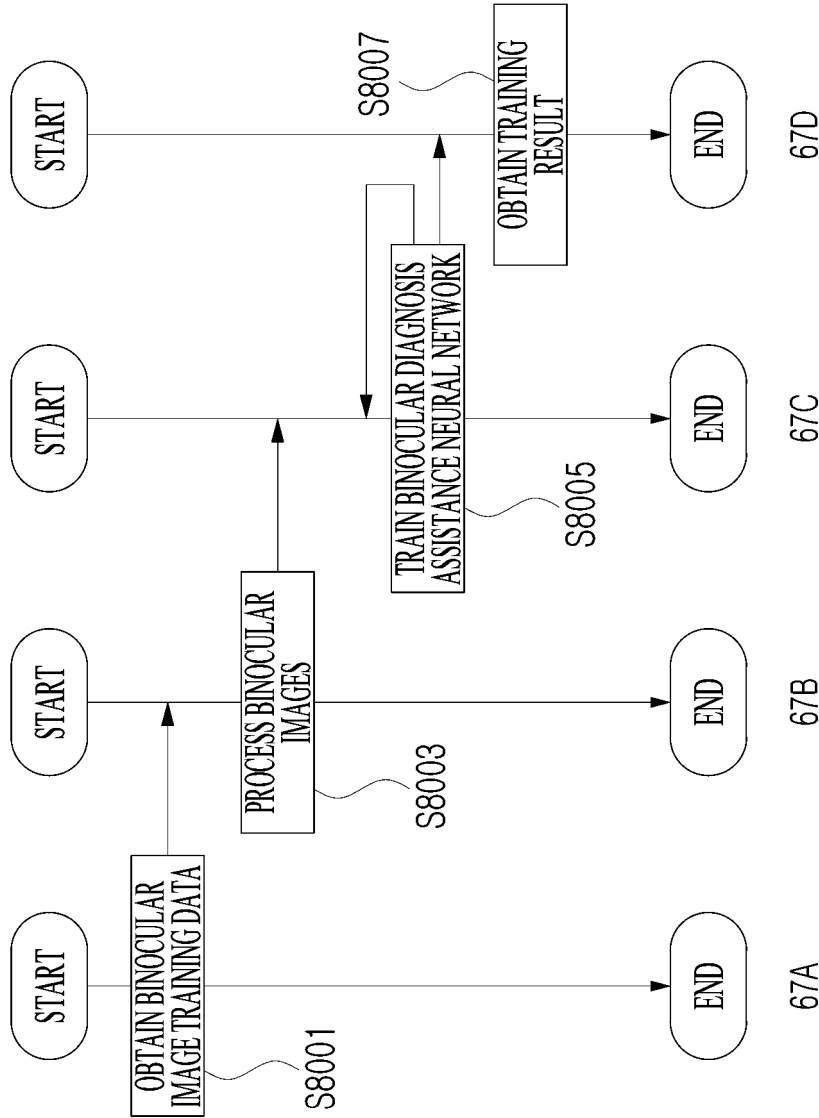 START
START
START
START
OBTAIN BINOCULAR
IMAGE TRAINING DATA
S8001
PROCESS BINOCULAR
IMAGES
S8003
TRAIN BINOCULAR DIAGNOSIS
ASSISTANCE NEURAL NETWORK
S8005
S8007
OBTAIN TRAINING
RESULT
END
END
END
END
67A
67B
67C
67D